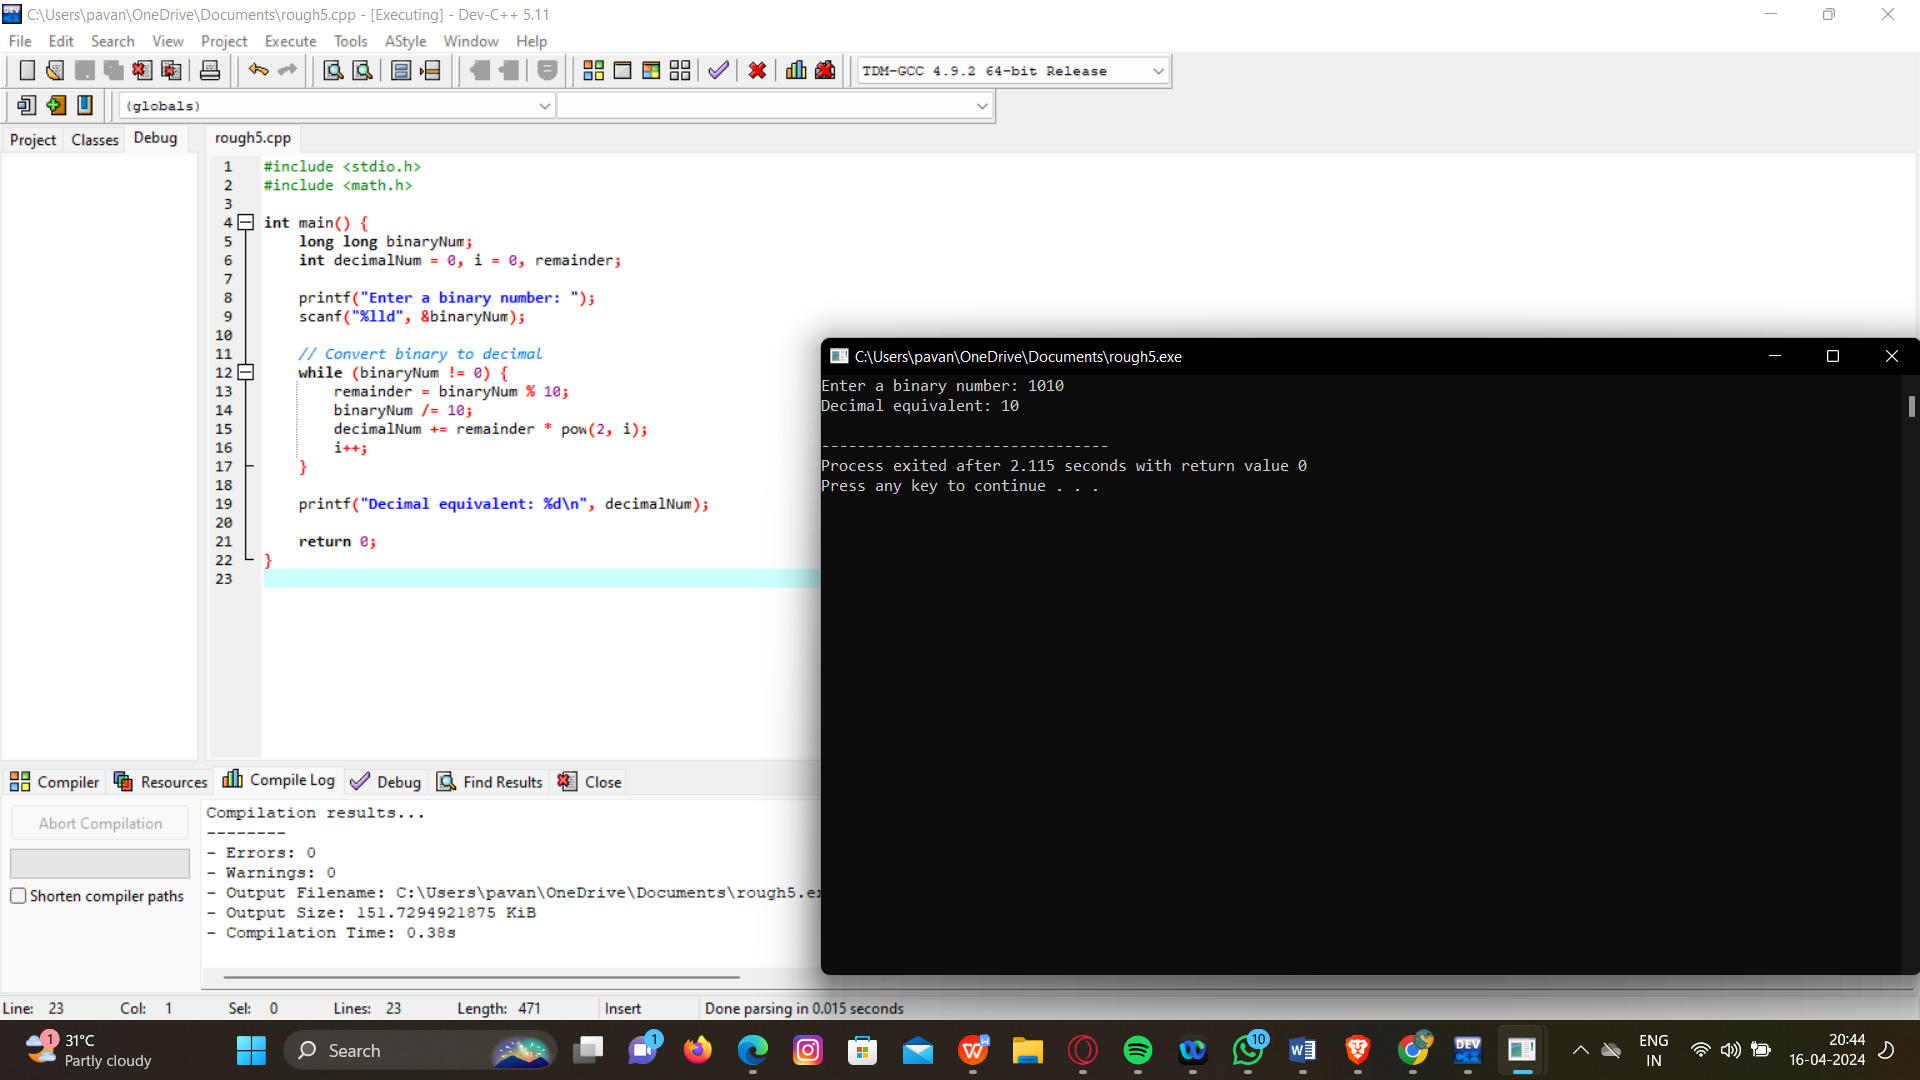 C:\Users\pavan\OneDrive\Documents\rough5.cpp - [Executing] - Dev-C++ 5.11
File Edit Search View Project Execute Tools AStyle Window Help
TDM-GCC 4.9.2 64-bit Release
(globals)
Project Classes Debug
rough5.cpp
1 #include <stdio.h>
2 #include <math.h>
3
4 int main() {
5 long long binaryNum;
6 int decimalNum = 0, i = 0, remainder;
7
8 printf("Enter a binary number: ");
9 scanf("%lld", &binaryNum);
10
11 // Convert binary to decimal
12 while (binaryNum != 0) {
13 remainder = binaryNum % 10;
14 binaryNum /= 10;
15 decimalNum += remainder * pow(2, i);
16 i++;
17 }
18
19 printf("Decimal equivalent: %d\n", decimalNum);
20
21 return 0;
22 }
23
C:\Users\pavan\OneDrive\Documents\rough5.exe
Enter a binary number: 1010
Decimal equivalent: 10
--------------------------------
Process exited after 2.115 seconds with return value 0
Press any key to continue . . .
Compiler Resources Compile Log Debug Find Results Close
Abort Compilation
Shorten compiler paths
Compilation results...
--------
- Errors: 0
- Warnings: 0
- Output Filename: C:\Users\pavan\OneDrive\Documents\rough5.ex
- Output Size: 151.7294921875 KiB
- Compilation Time: 0.38s
Line: 23 Col: 1 Sel: 0 Lines: 23 Length: 471 Insert Done parsing in 0.015 seconds
1
31°C
Partly cloudy
Search
1
10
DEV
ENG
IN
20:44
16-04-2024